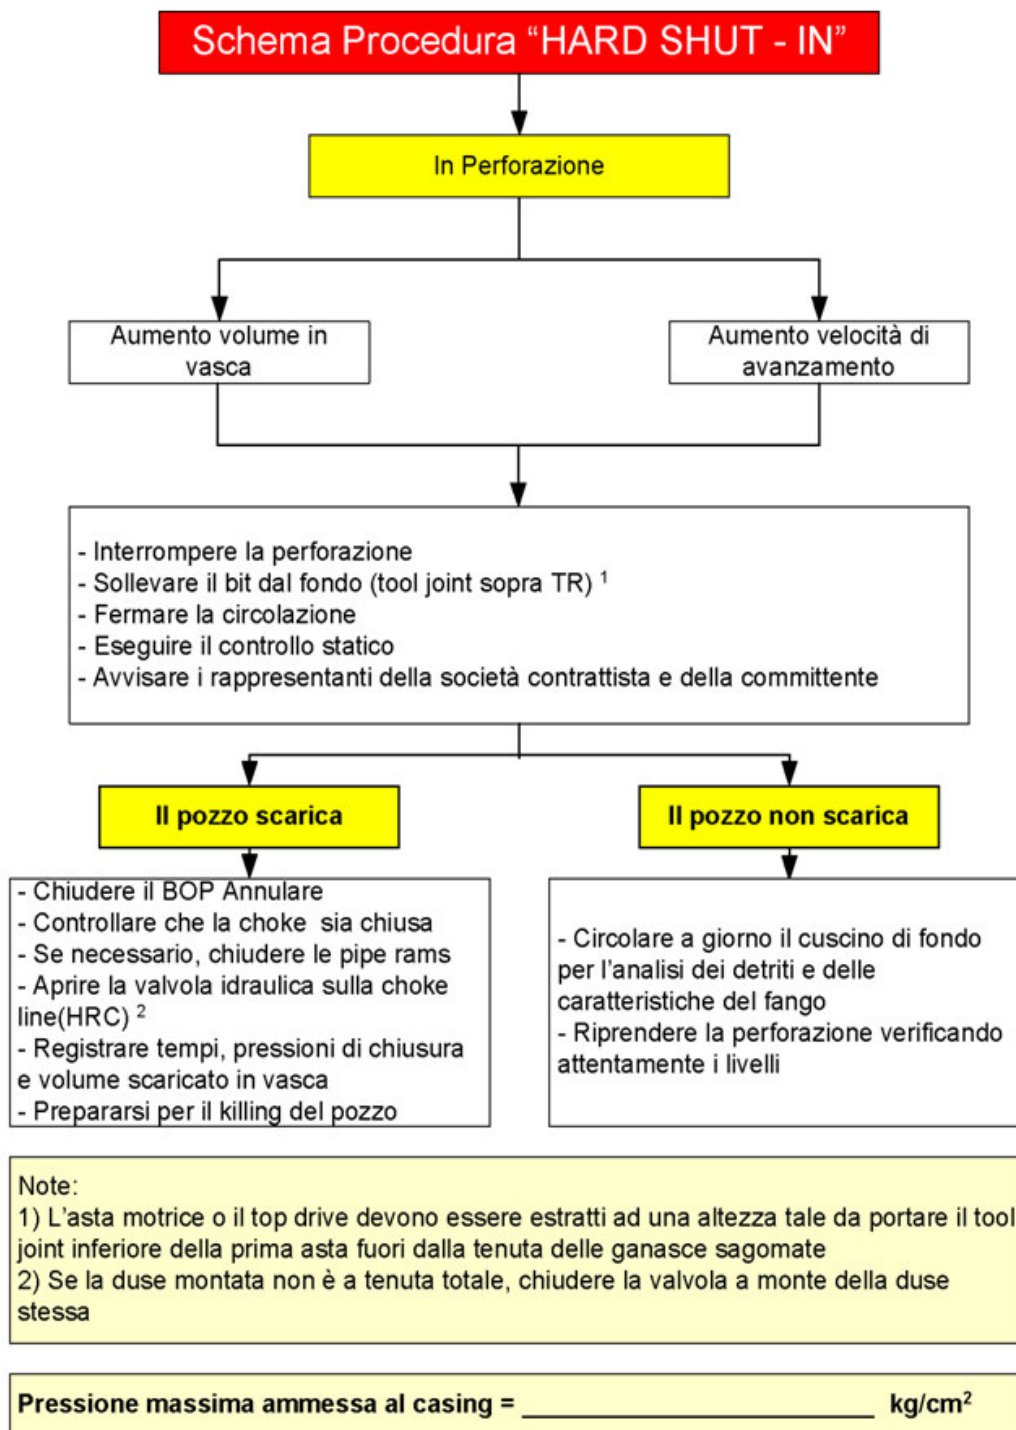 Schema Procedura “HARD SHUT - IN”
In Perforazione
Aumento volume in
vasca
Aumento velocità di
avanzamento
- Interrompere la perforazione
- Sollevare il bit dal fondo (tool joint sopra TR) ¹
- Fermare la circolazione
- Eseguire il controllo statico
- Avvisare i rappresentanti della società contrattista e della committente
Il pozzo scarica
Il pozzo non scarica
- Chiudere il BOP Annulare
- Controllare che la choke  sia chiusa
- Se necessario, chiudere le pipe rams
- Aprire la valvola idraulica sulla choke
line(HRC) ²
- Registrare tempi, pressioni di chiusura
e volume scaricato in vasca
- Prepararsi per il killing del pozzo
- Circolare a giorno il cuscino di fondo
per l'analisi dei detriti e delle
caratteristiche del fango
- Riprendere la perforazione verificando
attentamente i livelli
Note:
1) L'asta motrice o il top drive devono essere estratti ad una altezza tale da portare il tool
joint inferiore della prima asta fuori dalla tenuta delle ganasce sagomate
2) Se la duse montata non è a tenuta totale, chiudere la valvola a monte della duse
stessa
Pressione massima ammessa al casing = __________________________ kg/cm²